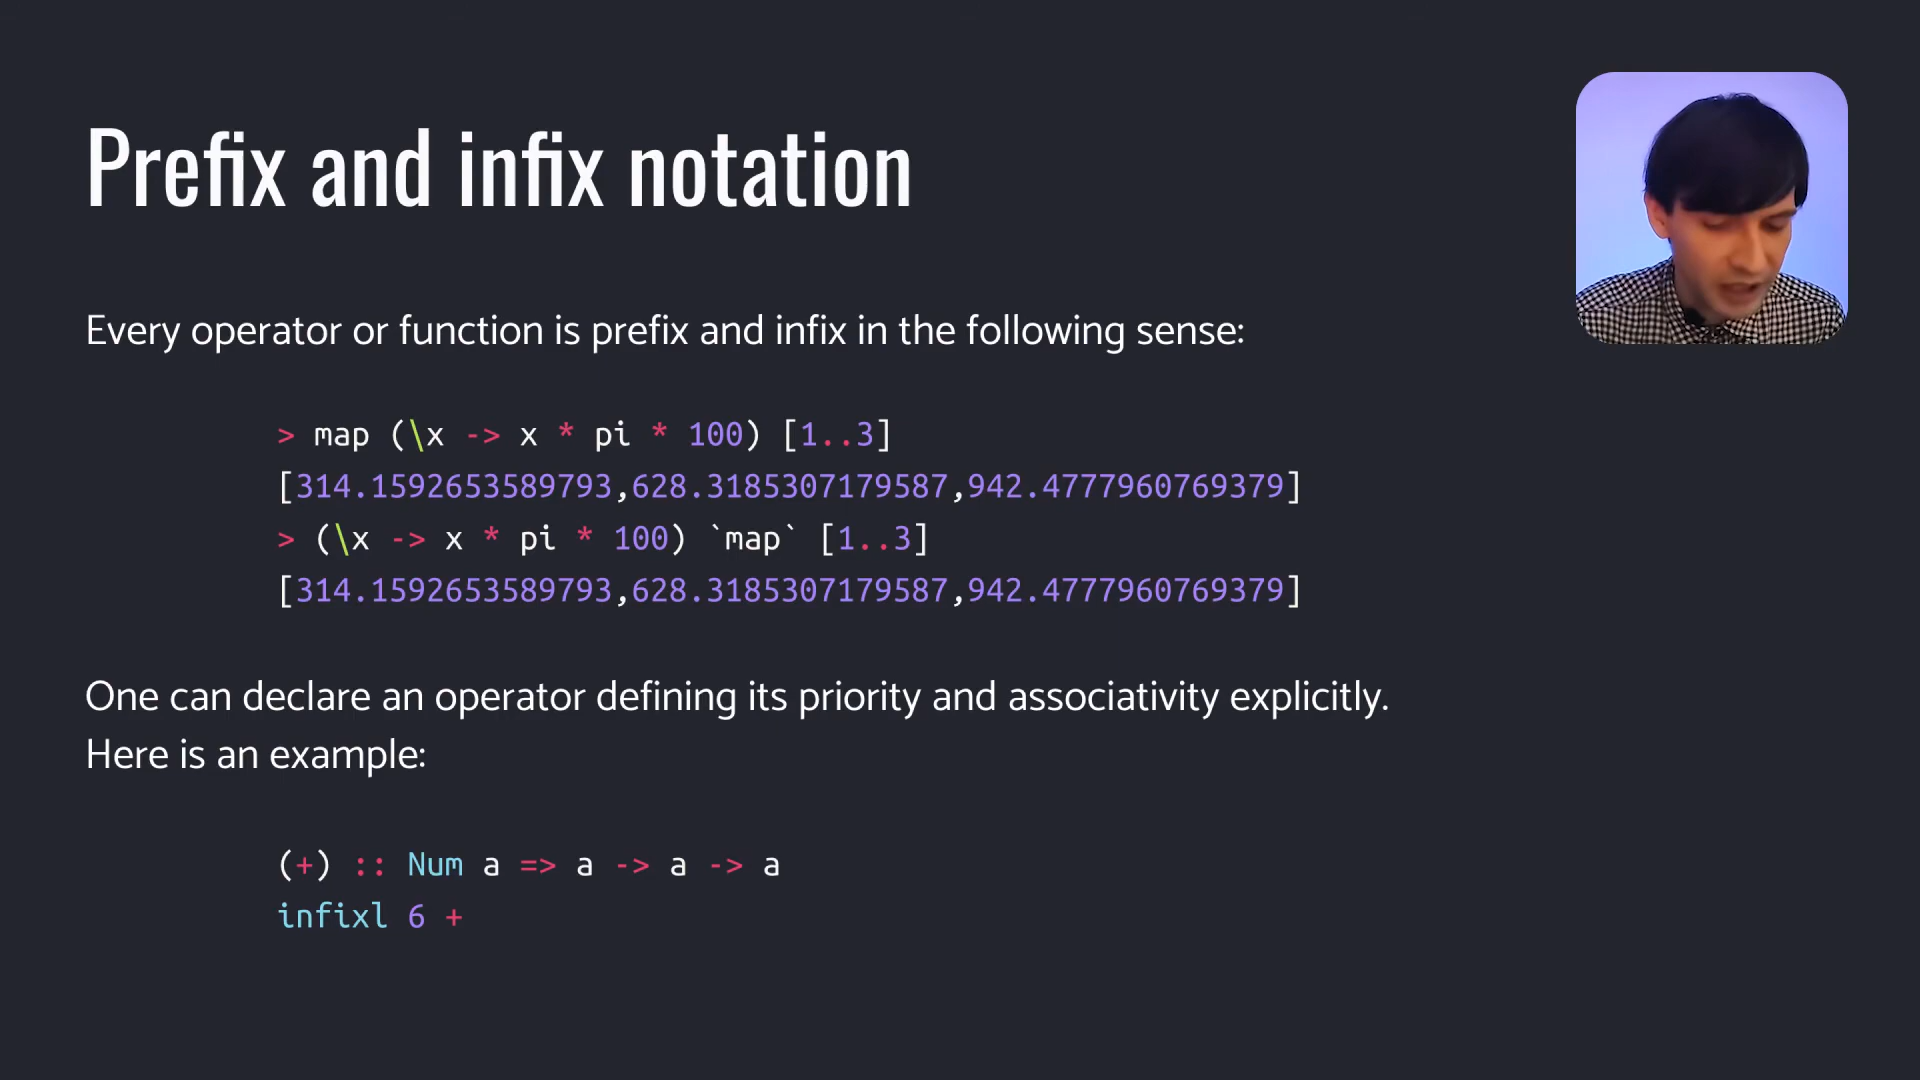 Prefix and infix notation
Every operator or function is prefix and infix in the following sense:
> map (\x -> x * pi * 100) [1..3]
[314.1592653589793,628.3185307179587,942.4777960769379]
> (\x -> x * pi * 100) `map` [1..3]
[314.1592653589793,628.3185307179587,942.4777960769379]
One can declare an operator defining its priority and associativity explicitly.
Here is an example:
(+) :: Num a => a -> a -> a
infixl 6 +